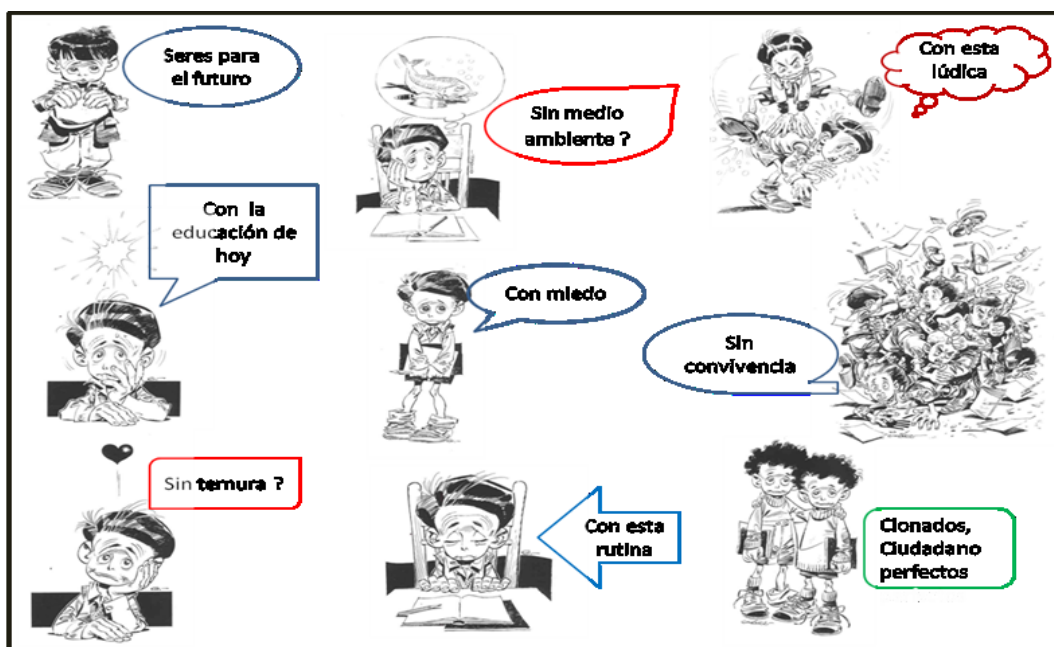 Seres para
el futuro
Sin medio
ambiente ?
Con esta
lúdica
Con la
educación de
hoy
Con miedo
Sin
convivencia
Sin ternura ?
Con esta
rutina
Clonados,
Ciudadano
perfectos